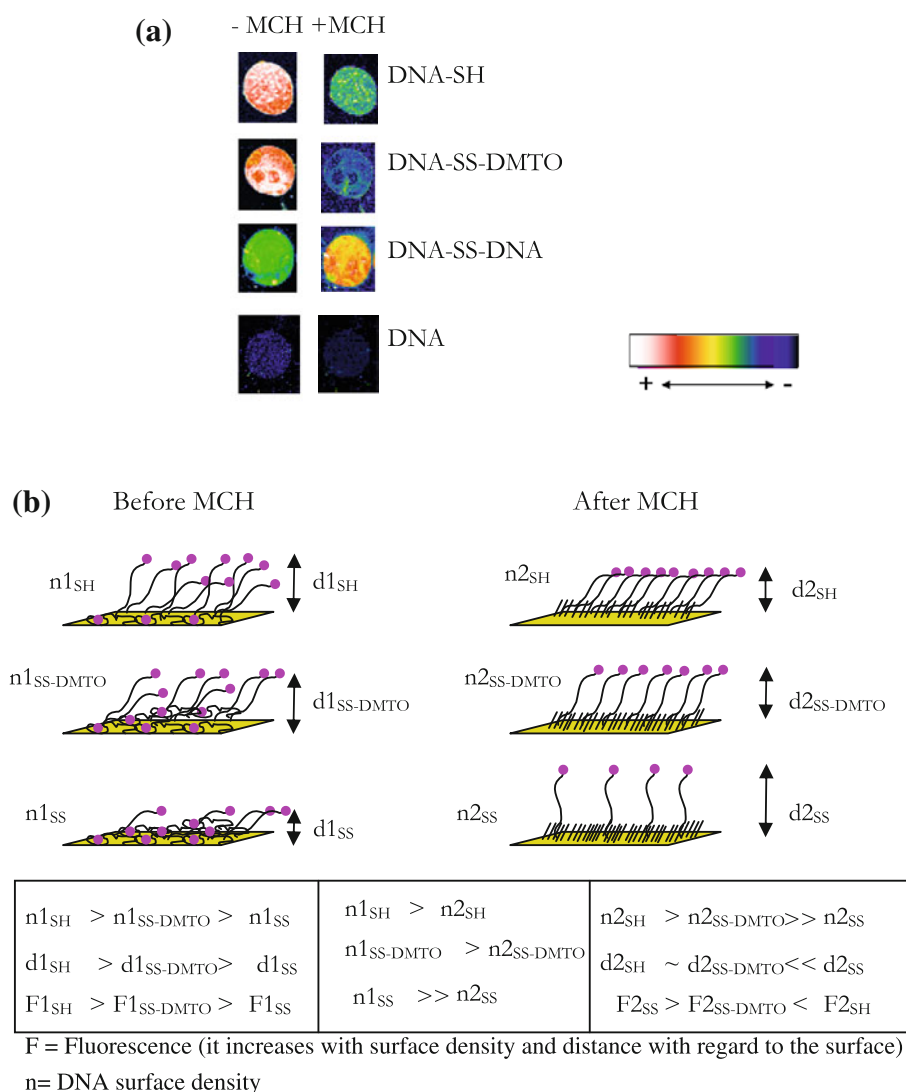 (a)
- MCH +MCH
DNA-SH
DNA-SS-DMTO
DNA-SS-DNA
DNA
+ -
(b)
Before MCH After MCH
n1SH d1SH n2SH d2SH
n1SS-DMTO d1SS-DMTO n2SS-DMTO d2SS-DMTO
n1SS d1SS n2SS d2SS
n1SH > n1SS-DMTO > n1SS
d1SH > d1SS-DMTO > d1SS
F1SH > F1SS-DMTO > F1SS
n1SH > n2SH
n1SS-DMTO > n2SS-DMTO
n1SS >> n2SS
n2SH > n2SS-DMTO >> n2SS
d2SH ~ d2SS-DMTO << d2SS
F2SS > F2SS-DMTO < F2SH
F = Fluorescence (it increases with surface density and distance with regard to the surface)
n= DNA surface density